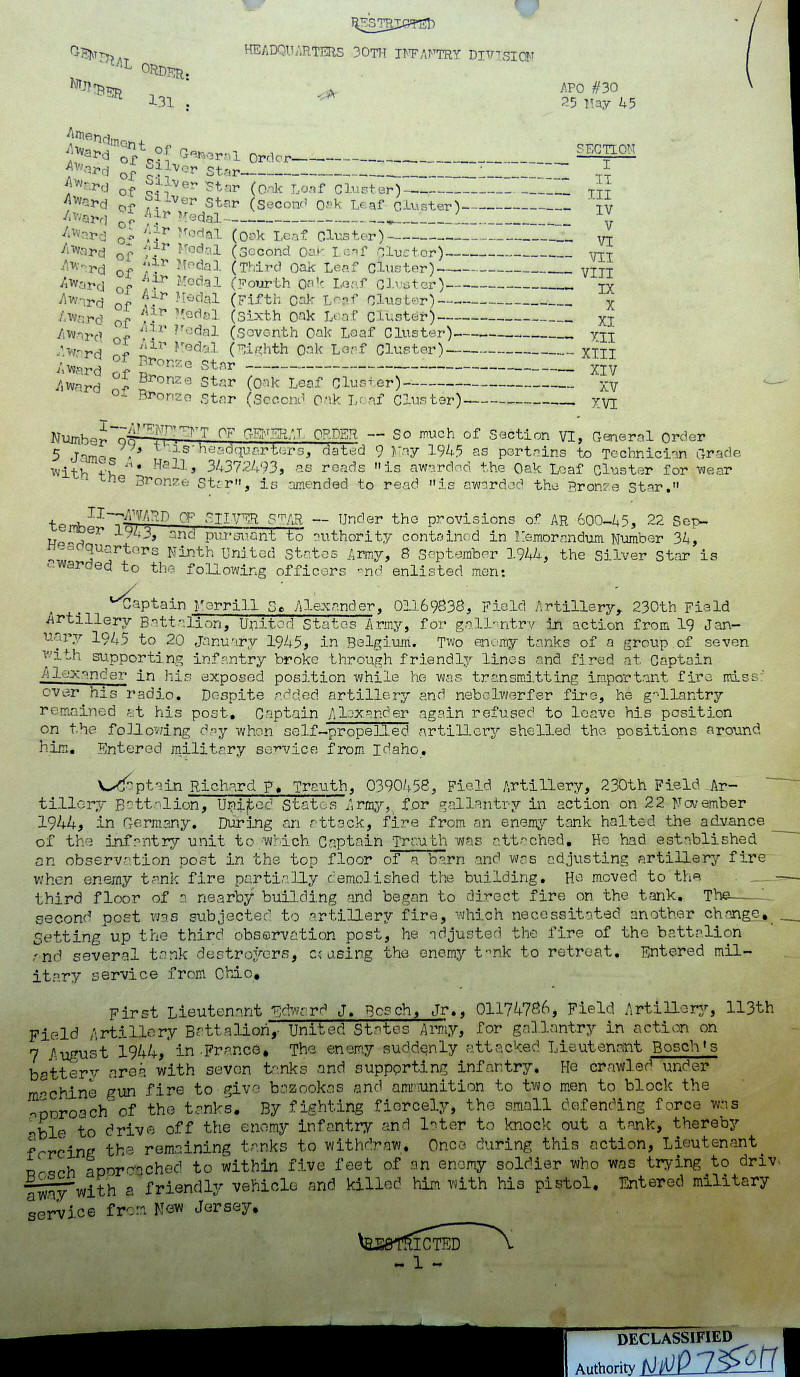 RESTRICTED
HEADQUARTERS 30TH INFANTRY DIVISION
GENERAL ORDER:
NUMBER 131 :
APO #30
25 May 45
SECTION
Amendment of General Order I
Award of Silver Star II
Award of Silver Star (Oak Leaf Cluster) III
Award of Silver Star (Second Oak Leaf Cluster) IV
Award of Air Medal V
Award of Air Medal (Oak Leaf Cluster) VI
Award of Air Medal (Second Oak Leaf Cluster) VII
Award of Air Medal (Third Oak Leaf Cluster) VIII
Award of Air Medal (Fourth Oak Leaf Cluster) IX
Award of Air Medal (Fifth Oak Leaf Cluster) X
Award of Air Medal (Sixth Oak Leaf Cluster) XI
Award of Air Medal (Seventh Oak Leaf Cluster) XII
Award of Air Medal (Eighth Oak Leaf Cluster) XIII
Award of Bronze Star XIV
Award of Bronze Star (Oak Leaf Cluster) XV
Award of Bronze Star (Second Oak Leaf Cluster) XVI
I--AMENDMENT OF GENERAL ORDER -- So much of Section VI, General Order
Number 99, this headquarters, dated 9 May 1945 as pertains to Technician Grade
5 James A. Hall, 34372493, as reads "is awarded the Oak Leaf Cluster for wear
with the Bronze Star", is amended to read "is awarded the Bronze Star."
II--AWARD OF SILVER STAR -- Under the provisions of AR 600-45, 22 Sep-
tember 1943, and pursuant to authority contained in Memorandum Number 34,
Headquarters Ninth United States Army, 8 September 1944, the Silver Star is
awarded to the following officers and enlisted men:
Captain Merrill S. Alexander, 01169838, Field Artillery, 230th Field
Artillery Battalion, United States Army, for gallantry in action from 19 Jan-
uary 1945 to 20 January 1945, in Belgium. Two enemy tanks of a group of seven
with supporting infantry broke through friendly lines and fired at Captain
Alexander in his exposed position while he was transmitting important fire miss
over his radio. Despite added artillery and nebelwerfer fire, he gallantry
remained at his post. Captain Alexander again refused to leave his position
on the following day when self-propelled artillery shelled the positions around
him. Entered military service from Idaho.
Captain Richard P. Trauth, 0390458, Field Artillery, 230th Field Ar-
tillery Battalion, United States Army, for gallantry in action on 22 November
1944, in Germany. During an attack, fire from an enemy tank halted the advance
of the infantry unit to which Captain Trauth was attached. He had established
an observation post in the top floor of a barn and was adjusting artillery fire
when enemy tank fire partially demolished the building. He moved to the
third floor of a nearby building and began to direct fire on the tank. The
second post was subjected to artillery fire, which necessitated another change.
Setting up the third observation post, he adjusted the fire of the battalion
and several tank destroyers, causing the enemy tank to retreat. Entered mil-
itary service from Ohio.
First Lieutenant Edward J. Bosch, Jr., 01174786, Field Artillery, 113th
Field Artillery Battalion, United States Army, for gallantry in action on
7 August 1944, in France. The enemy suddenly attacked Lieutenant Bosch's
battery area with seven tanks and supporting infantry. He crawled under
machine gun fire to give bazookas and ammunition to two men to block the
approach of the tanks. By fighting fiercely, the small defending force was
able to drive off the enemy infantry and later to knock out a tank, thereby
forcing the remaining tanks to withdraw. Once during this action, Lieutenant
Bosch approached to within five feet of an enemy soldier who was trying to driv
away with a friendly vehicle and killed him with his pistol. Entered military
service from New Jersey.
RESTRICTED
- 1 -
DECLASSIFIED
Authority NND 735017